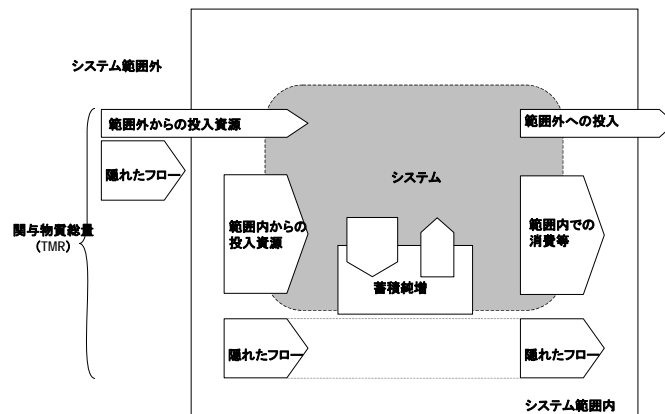 システム範囲外
範囲外からの投入資源
範囲外への投入
隠れたフロー
システム
範囲内からの
投入資源
範囲内での
消費等
関与物質総量
(TMR)
蓄積純増
隠れたフロー
隠れたフロー
システム範囲内